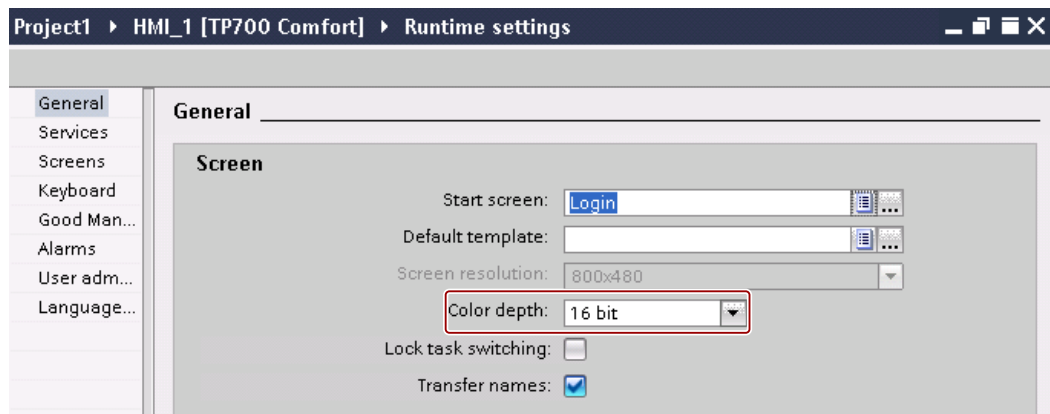 Project1 ▸ HMI_1 [TP700 Comfort] ▸ Runtime settings
General
Services
Screens
Keyboard
Good Man...
Alarms
User adm...
Language...
General
Screen
Start screen: Login
Default template:
Screen resolution: 800x480
Color depth: 16 bit
Lock task switching:
Transfer names: